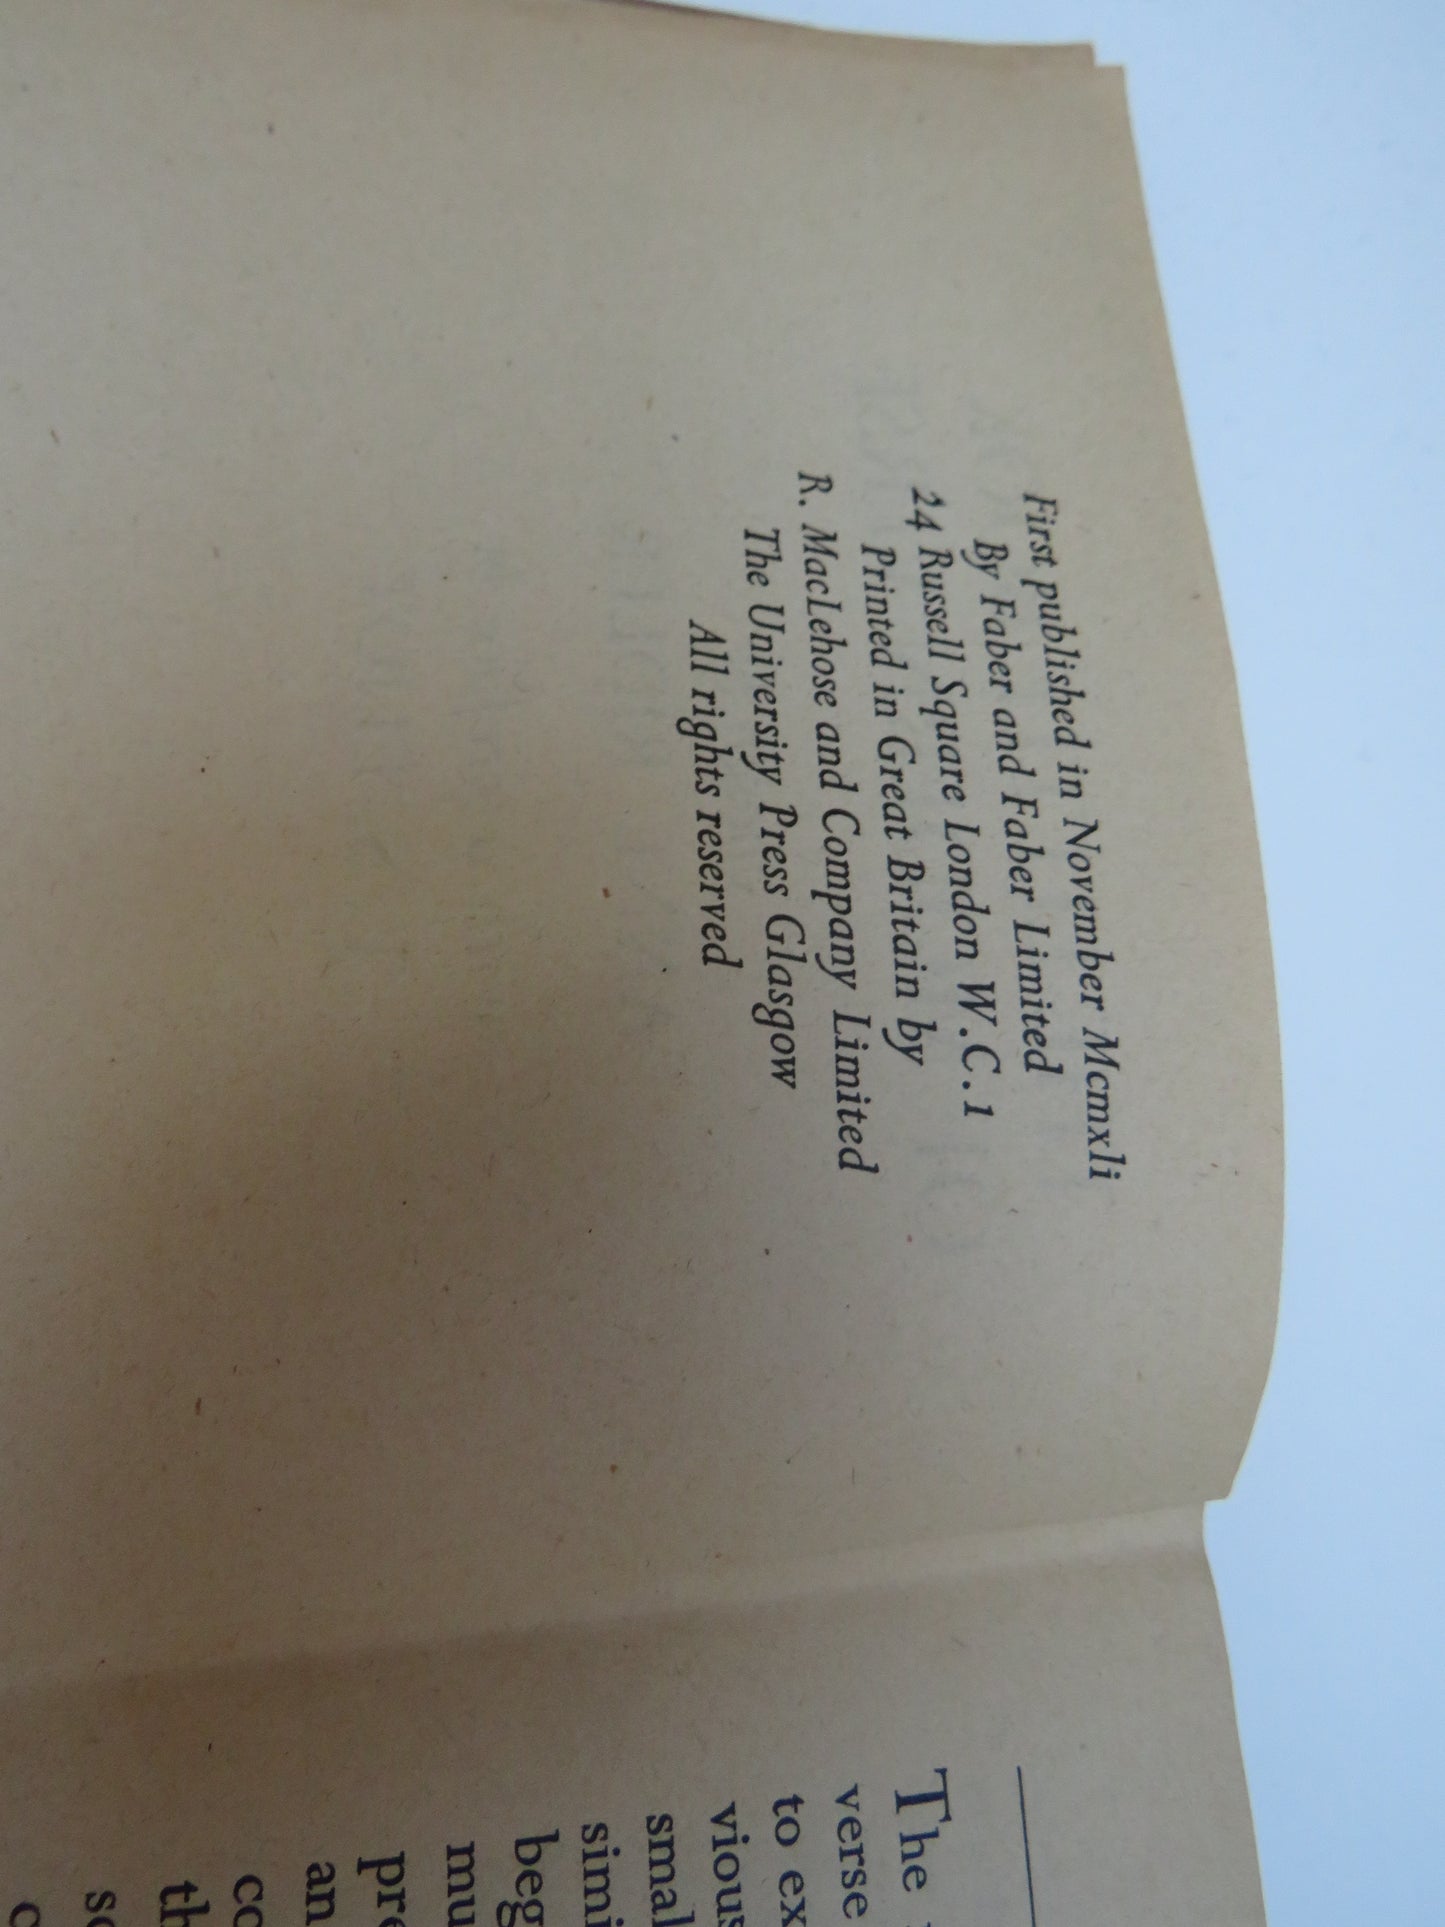 First published in November Mcmxli
By Faber and Faber Limited
24 Russell Square London W.C.1
Printed in Great Britain by
R. MacLehose and Company Limited
The University Press Glasgow
All rights reserved
The
verse
to ex
vious
smal
simi
beg
mu
pre
an
co
th